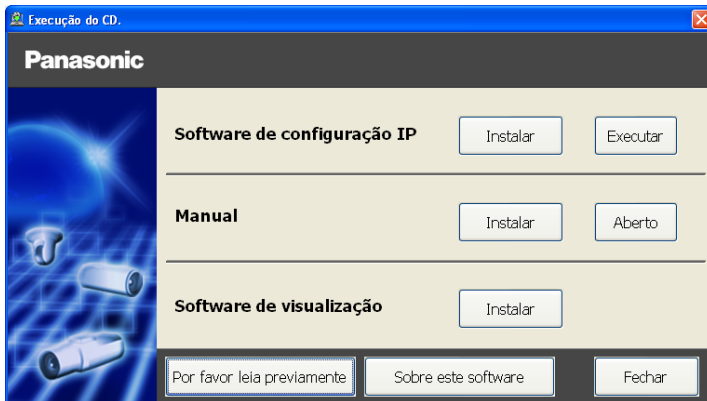 Execução do CD.
Panasonic
Software de configuração IP Instalar Executar
Manual Instalar Aberto
Software de visualização Instalar
Por favor leia previamente Sobre este software Fechar